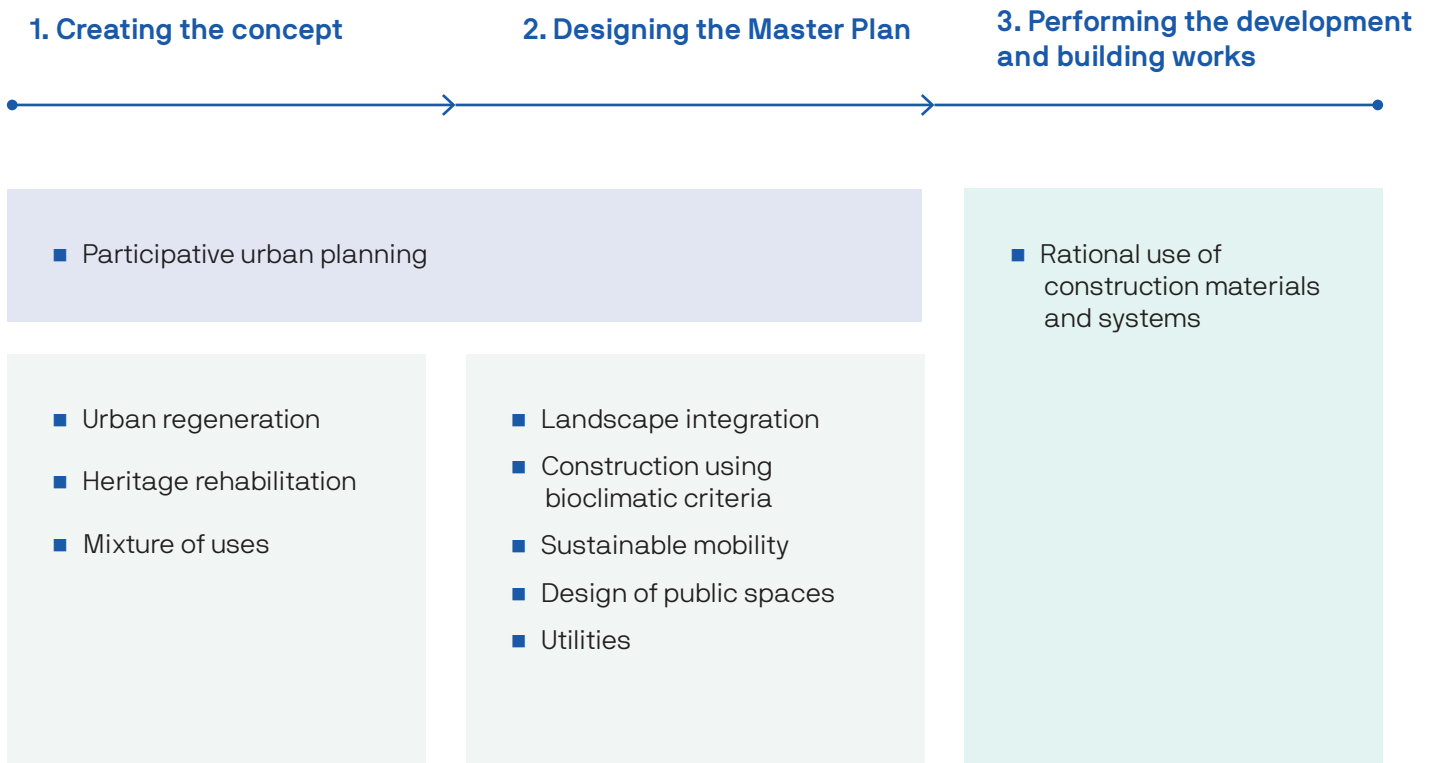 1. Creating the concept
2. Designing the Master Plan
3. Performing the development
and building works
Participative urban planning
Urban regeneration
Heritage rehabilitation
Mixture of uses
Landscape integration
Construction using
bioclimatic criteria
Sustainable mobility
Design of public spaces
Utilities
Rational use of
construction materials
and systems